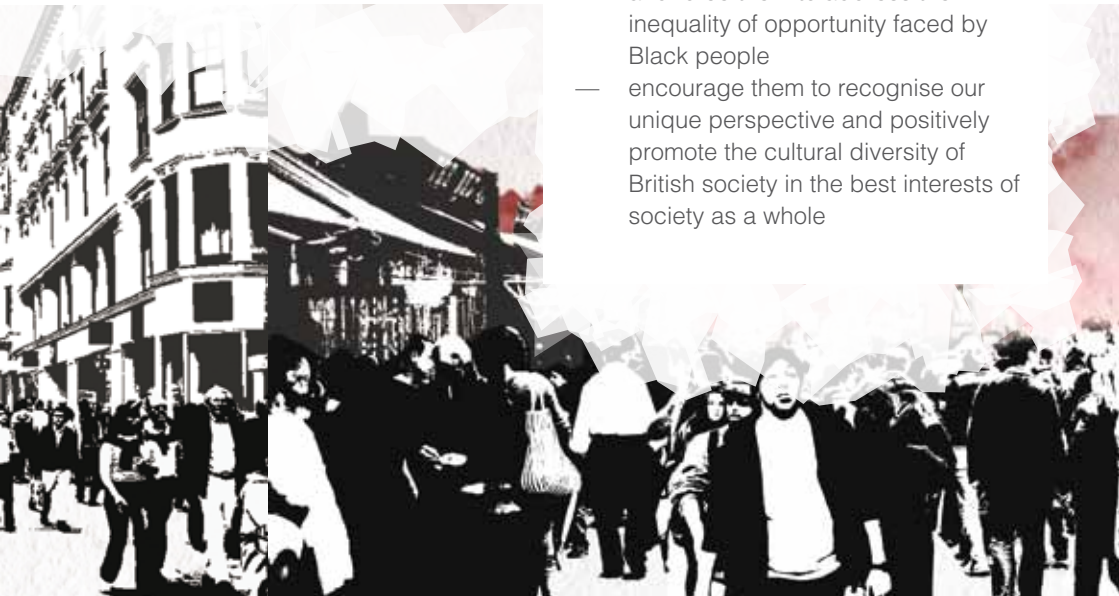 inequality of opportunity faced by
Black people
— encourage them to recognise our
unique perspective and positively
promote the cultural diversity of
British society in the best interests of
society as a whole